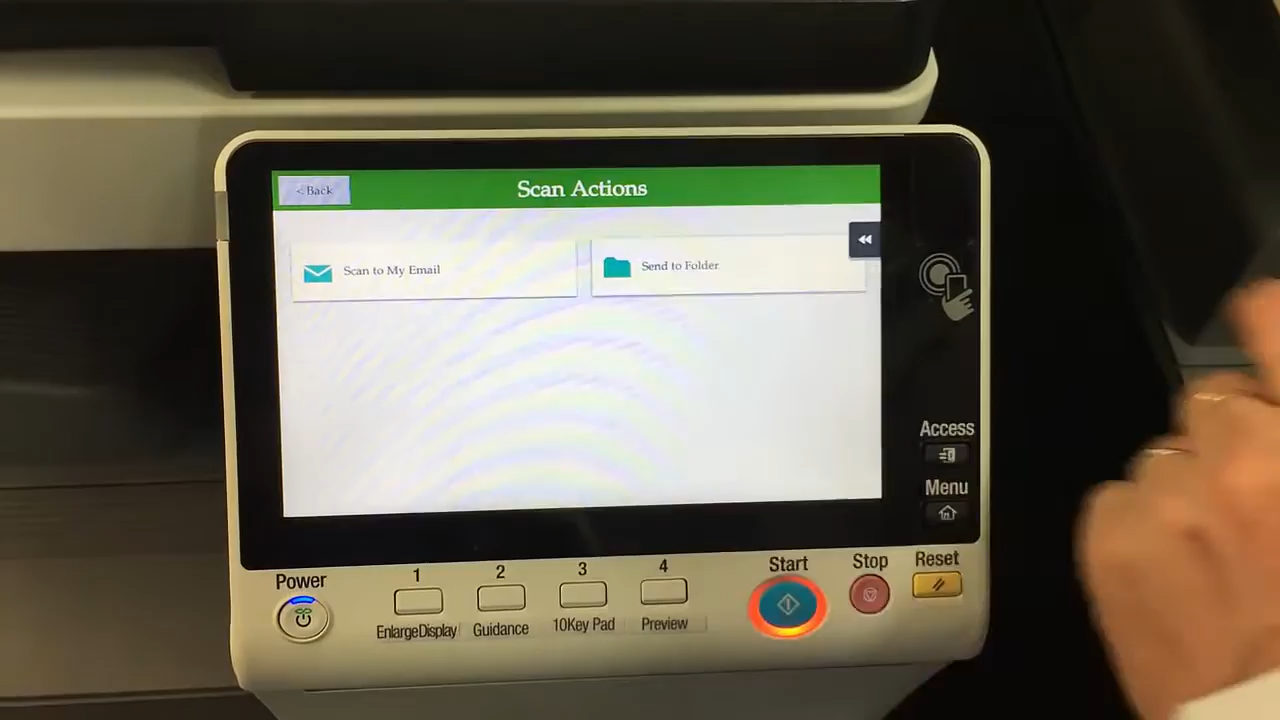 < Back
Scan Actions
Scan to My Email
Send to Folder
Access
Menu
Power
1
2
3
4
Start
Stop
Reset
EnlargeDisplay
Guidance
10Key Pad
Preview